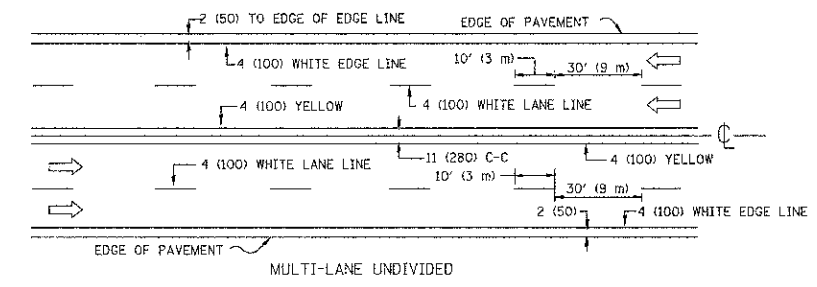 2 (50) TO EDGE OF EDGE LINE
EDGE OF PAVEMENT
4 (100) WHITE EDGE LINE
10' (3 m)
30' (9 m)
4 (100) YELLOW
4 (100) WHITE LANE LINE
℄
4 (100) WHITE LANE LINE
11 (280) C-C
4 (100) YELLOW
10' (3 m)
30' (9 m)
2 (50)
4 (100) WHITE EDGE LINE
EDGE OF PAVEMENT
MULTI-LANE UNDIVIDED